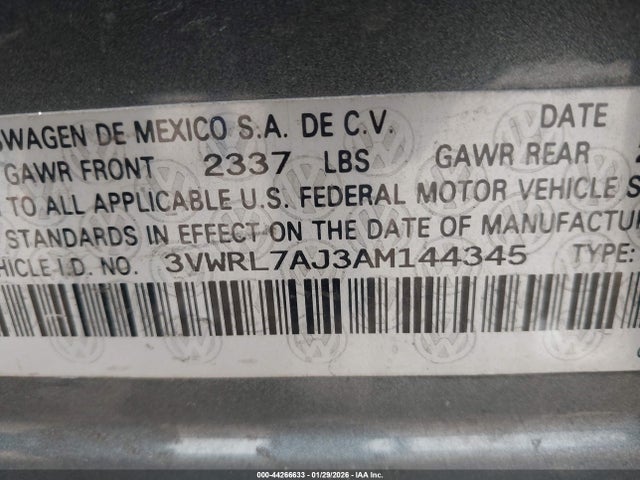 SWAGEN DE MEXICO S.A. DE C.V. DATE
GAWR FRONT 2337 LBS GAWR REAR
TO ALL APPLICABLE U.S. FEDERAL MOTOR VEHICLE S
STANDARDS IN EFFECT ON THE DATE OF MANUFACTUR
HICLE I.D. NO. 3VWRL7AJ3AM144345 TYPE:
000-44266633 - 01/29/2026 - IAA Inc.